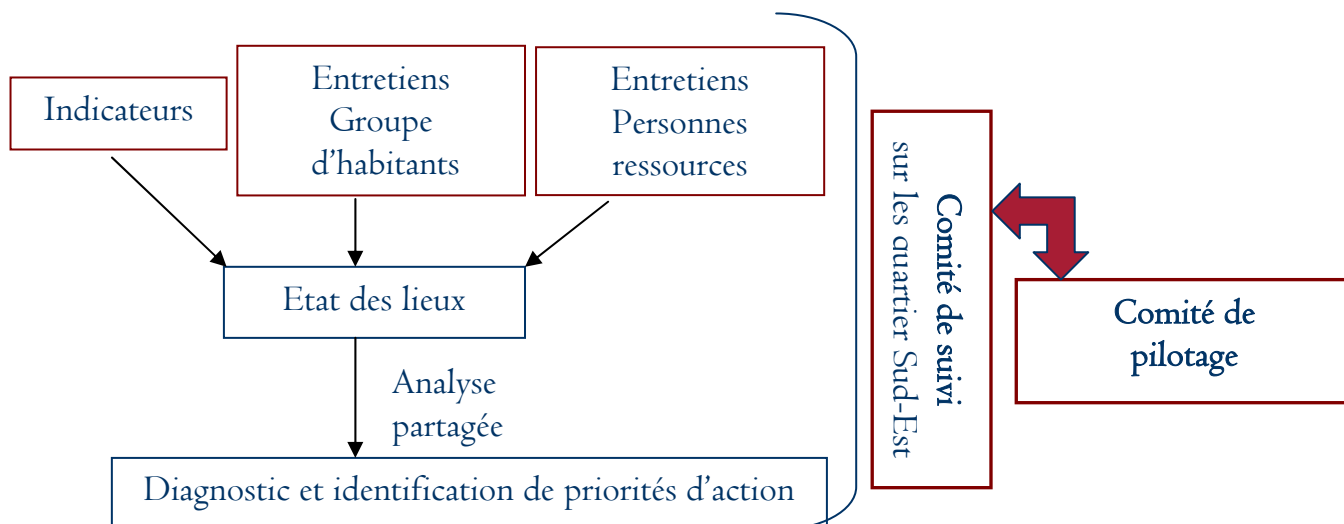 Indicateurs
Entretiens
Groupe
d’habitants
Entretiens
Personnes
ressources
Etat des lieux
Analyse
partagée
Diagnostic et identification de priorités d'action
Comité de suivi
sur les quartier Sud-Est
Comité de
pilotage